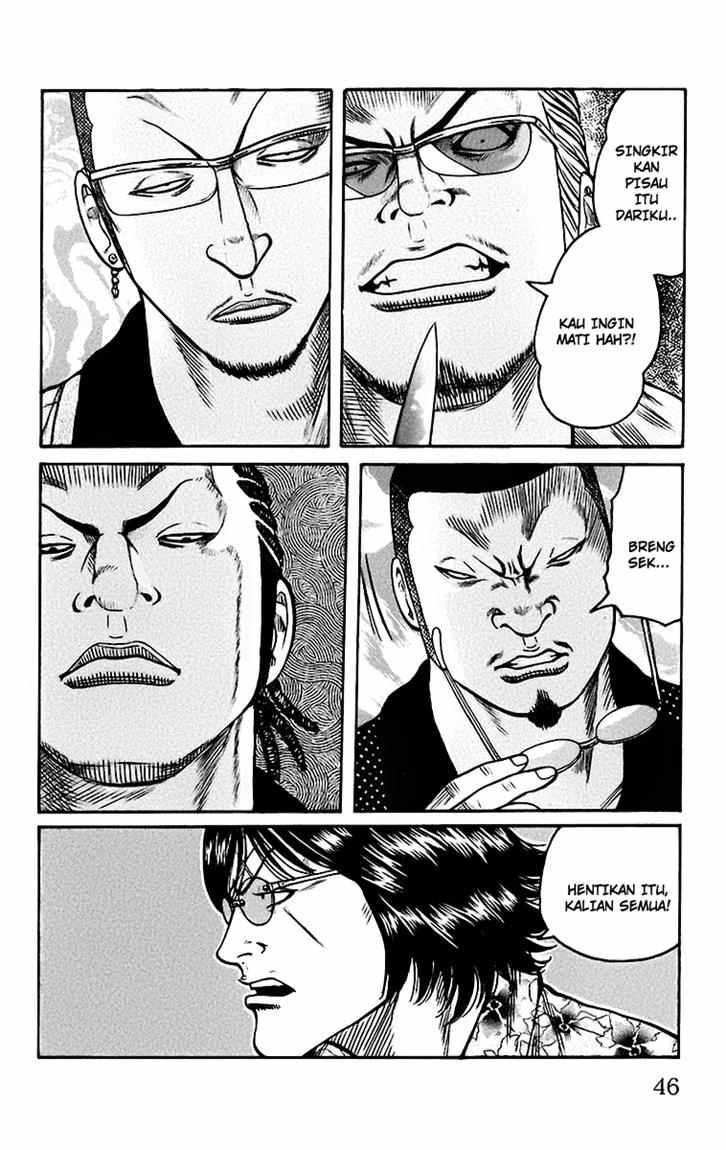 SINGKIR
KAN
PISAU
ITU
DARIKU..
KAU INGIN
MATI HAH?!
BRENG
SEK...
HENTIKAN ITU,
KALIAN SEMUA!
46